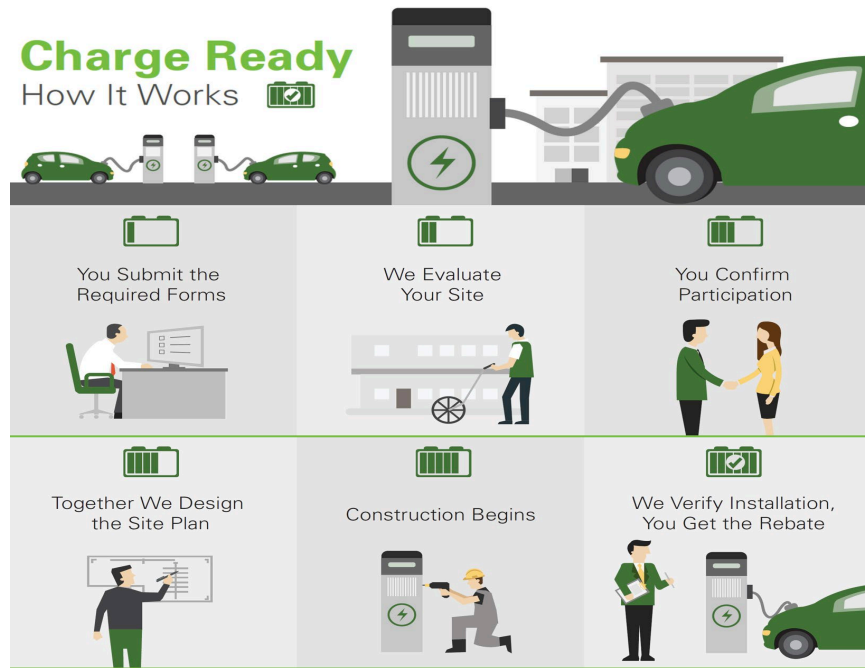 Charge Ready
How It Works
You Submit the
Required Forms
We Evaluate
Your Site
You Confirm
Participation
Together We Design
the Site Plan
Construction Begins
We Verify Installation,
You Get the Rebate